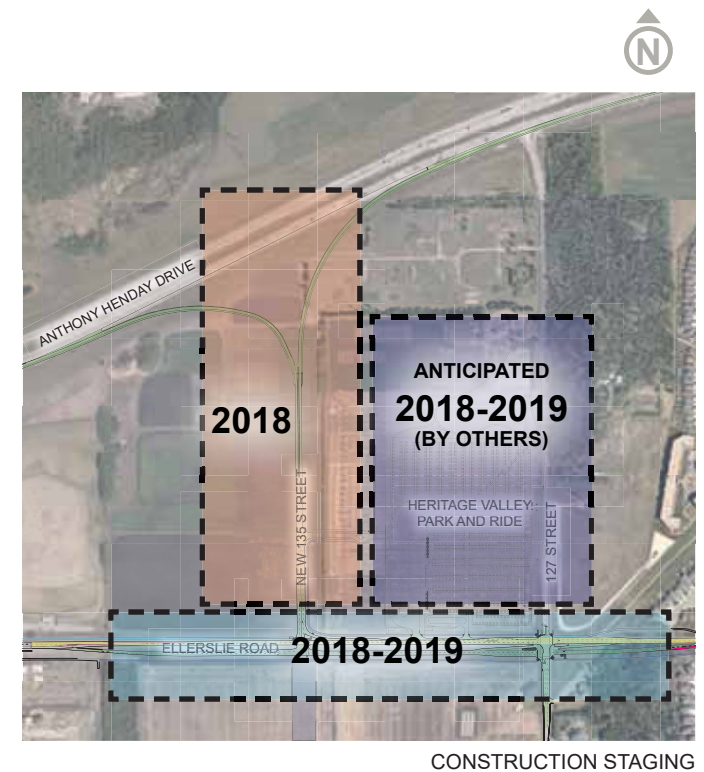 N
ANTHONY HENDAY DRIVE
ANTICIPATED
2018-2019
(BY OTHERS)
2018
HERITAGE VALLEY
PARK AND RIDE
NEW 135 STREET
127 STREET
ELLERSLIE ROAD
2018-2019
CONSTRUCTION STAGING